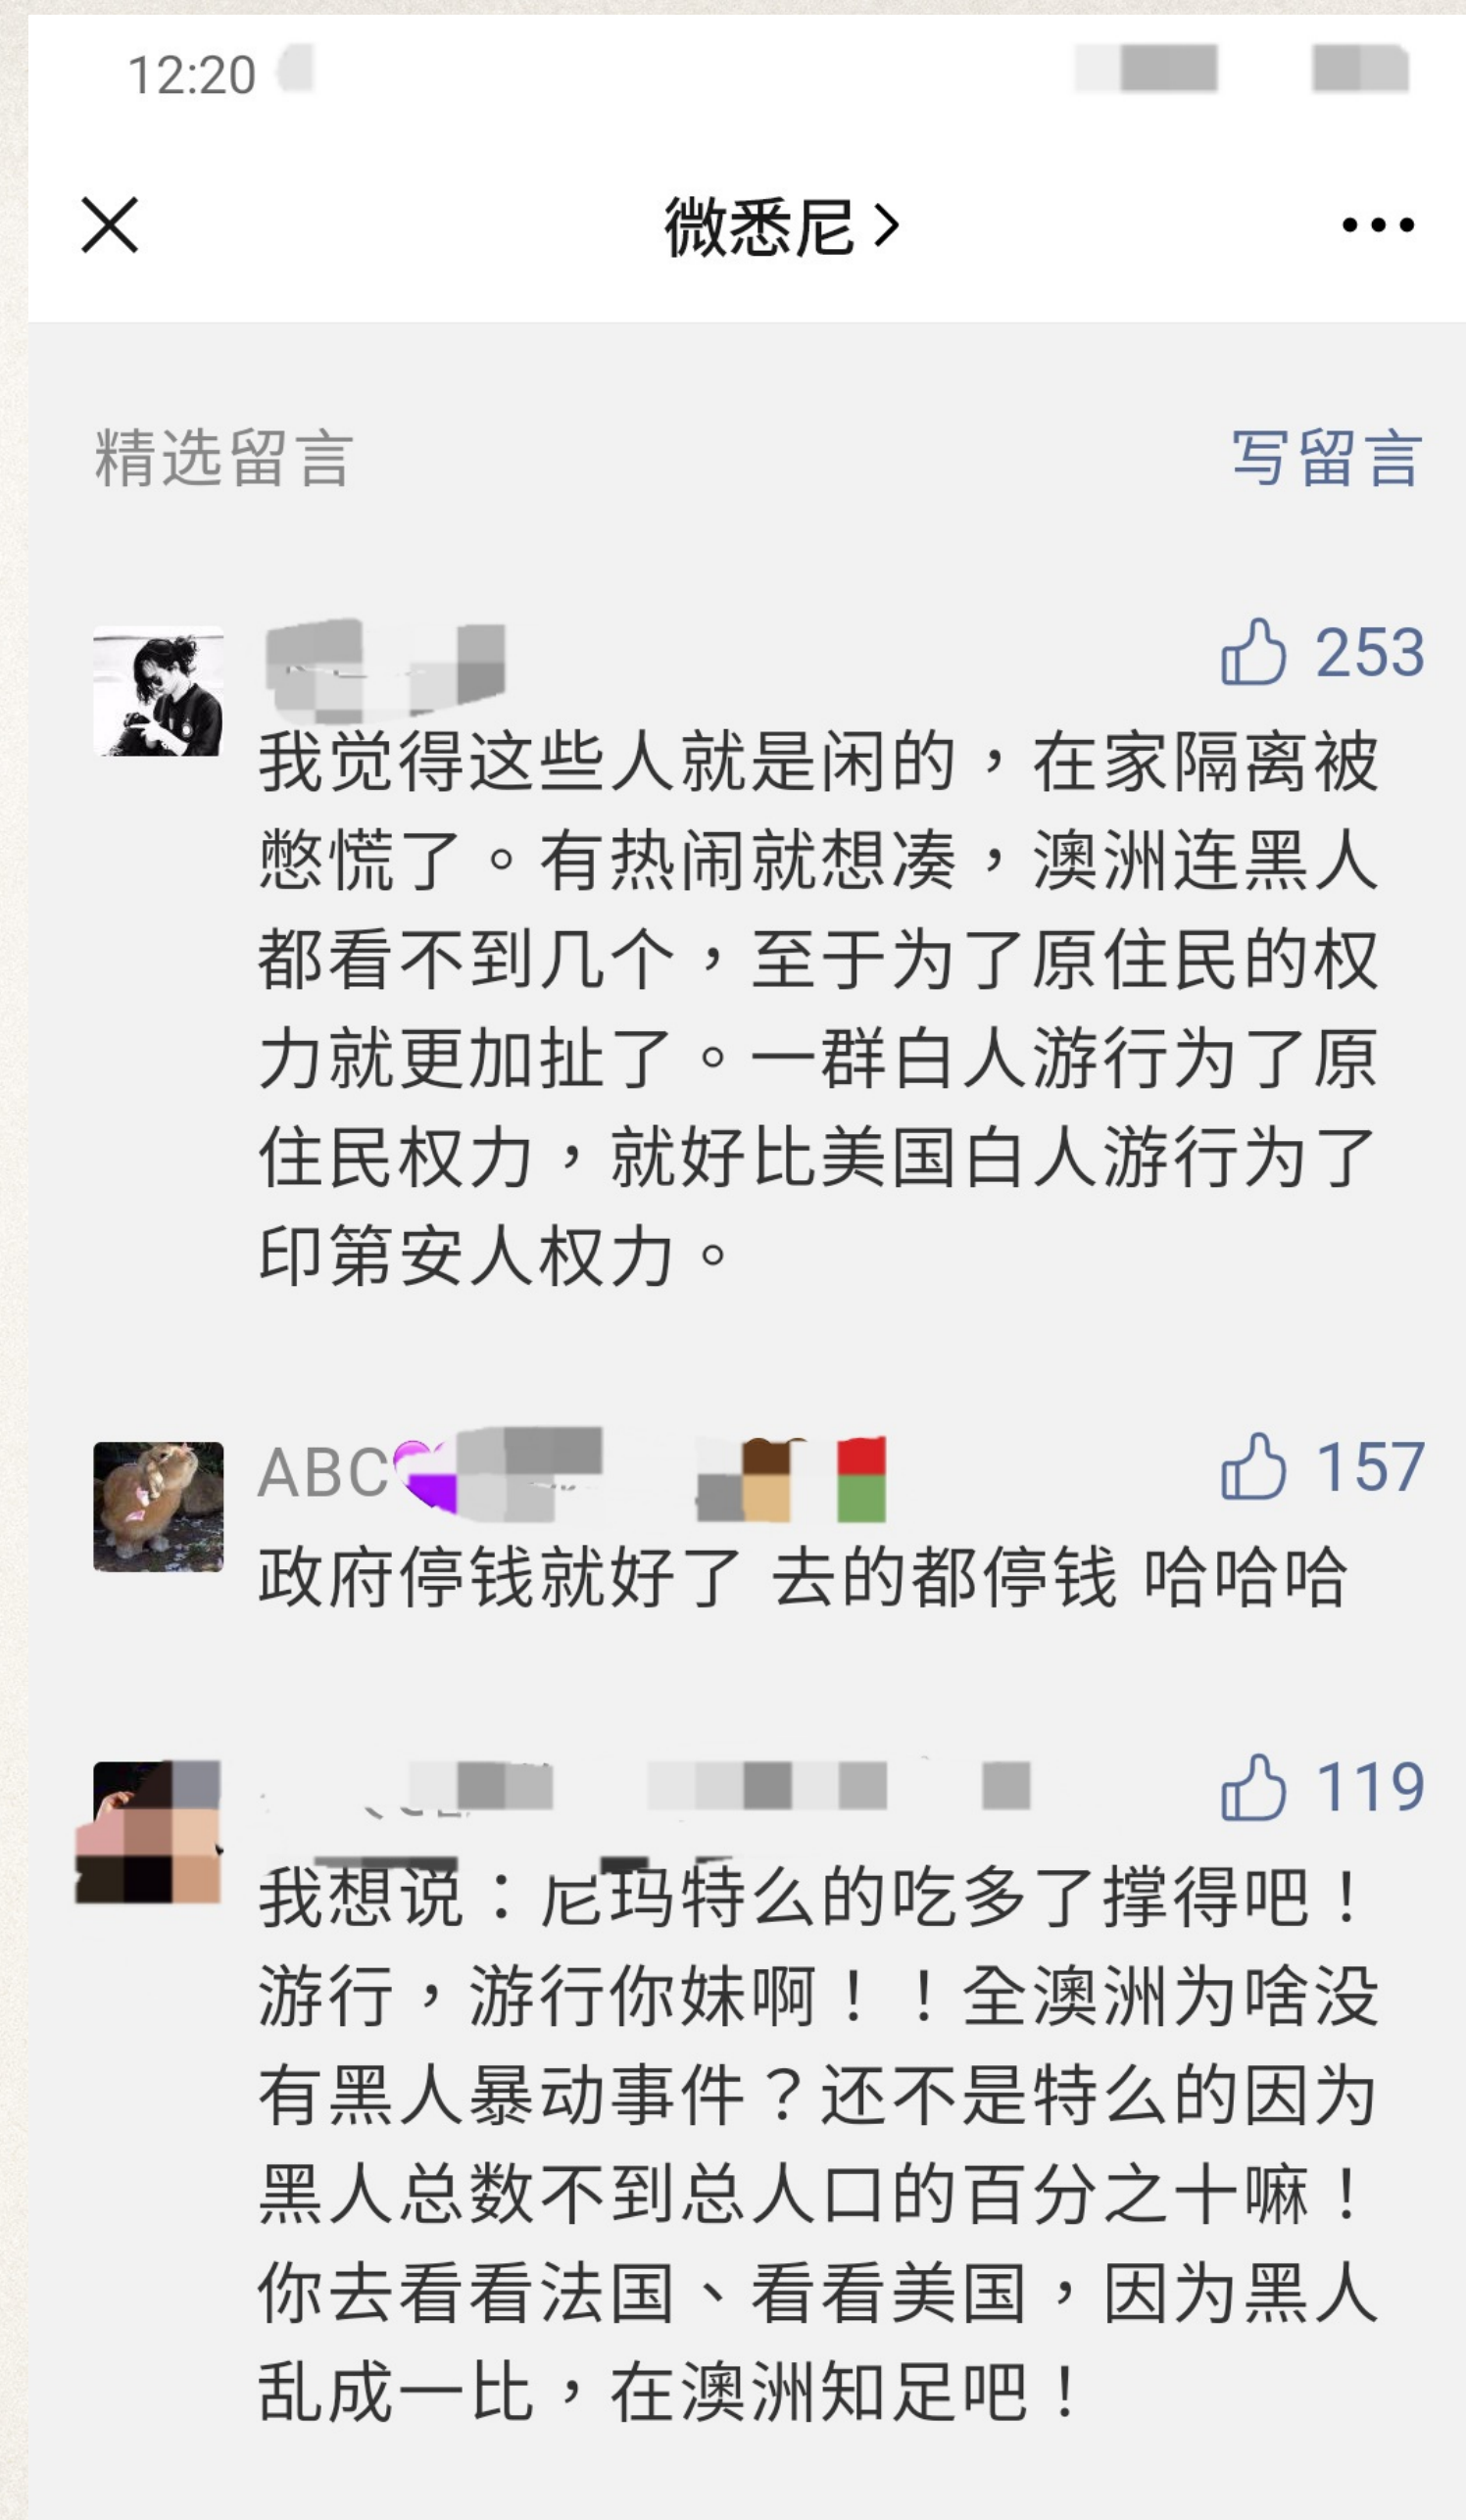 12:20
微悉尼
精选留言 写留言
253
我觉得这些人就是闲的，在家隔离被
憋慌了。有热闹就想凑，澳洲连黑人
都看不到几个，至于为了原住民的权
力就更加扯了。一群白人游行为了原
住民权力，就好比美国白人游行为了
印第安人权力。
ABC 157
政府停钱就好了 去的都停钱 哈哈哈
119
我想说：尼玛特么的吃多了撑得吧！
游行，游行你妹啊！！全澳洲为啥没
有黑人暴动事件？还不是特么的因为
黑人总数不到总人口的百分之十嘛！
你去看看法国、看看美国，因为黑人
乱成一比，在澳洲知足吧！